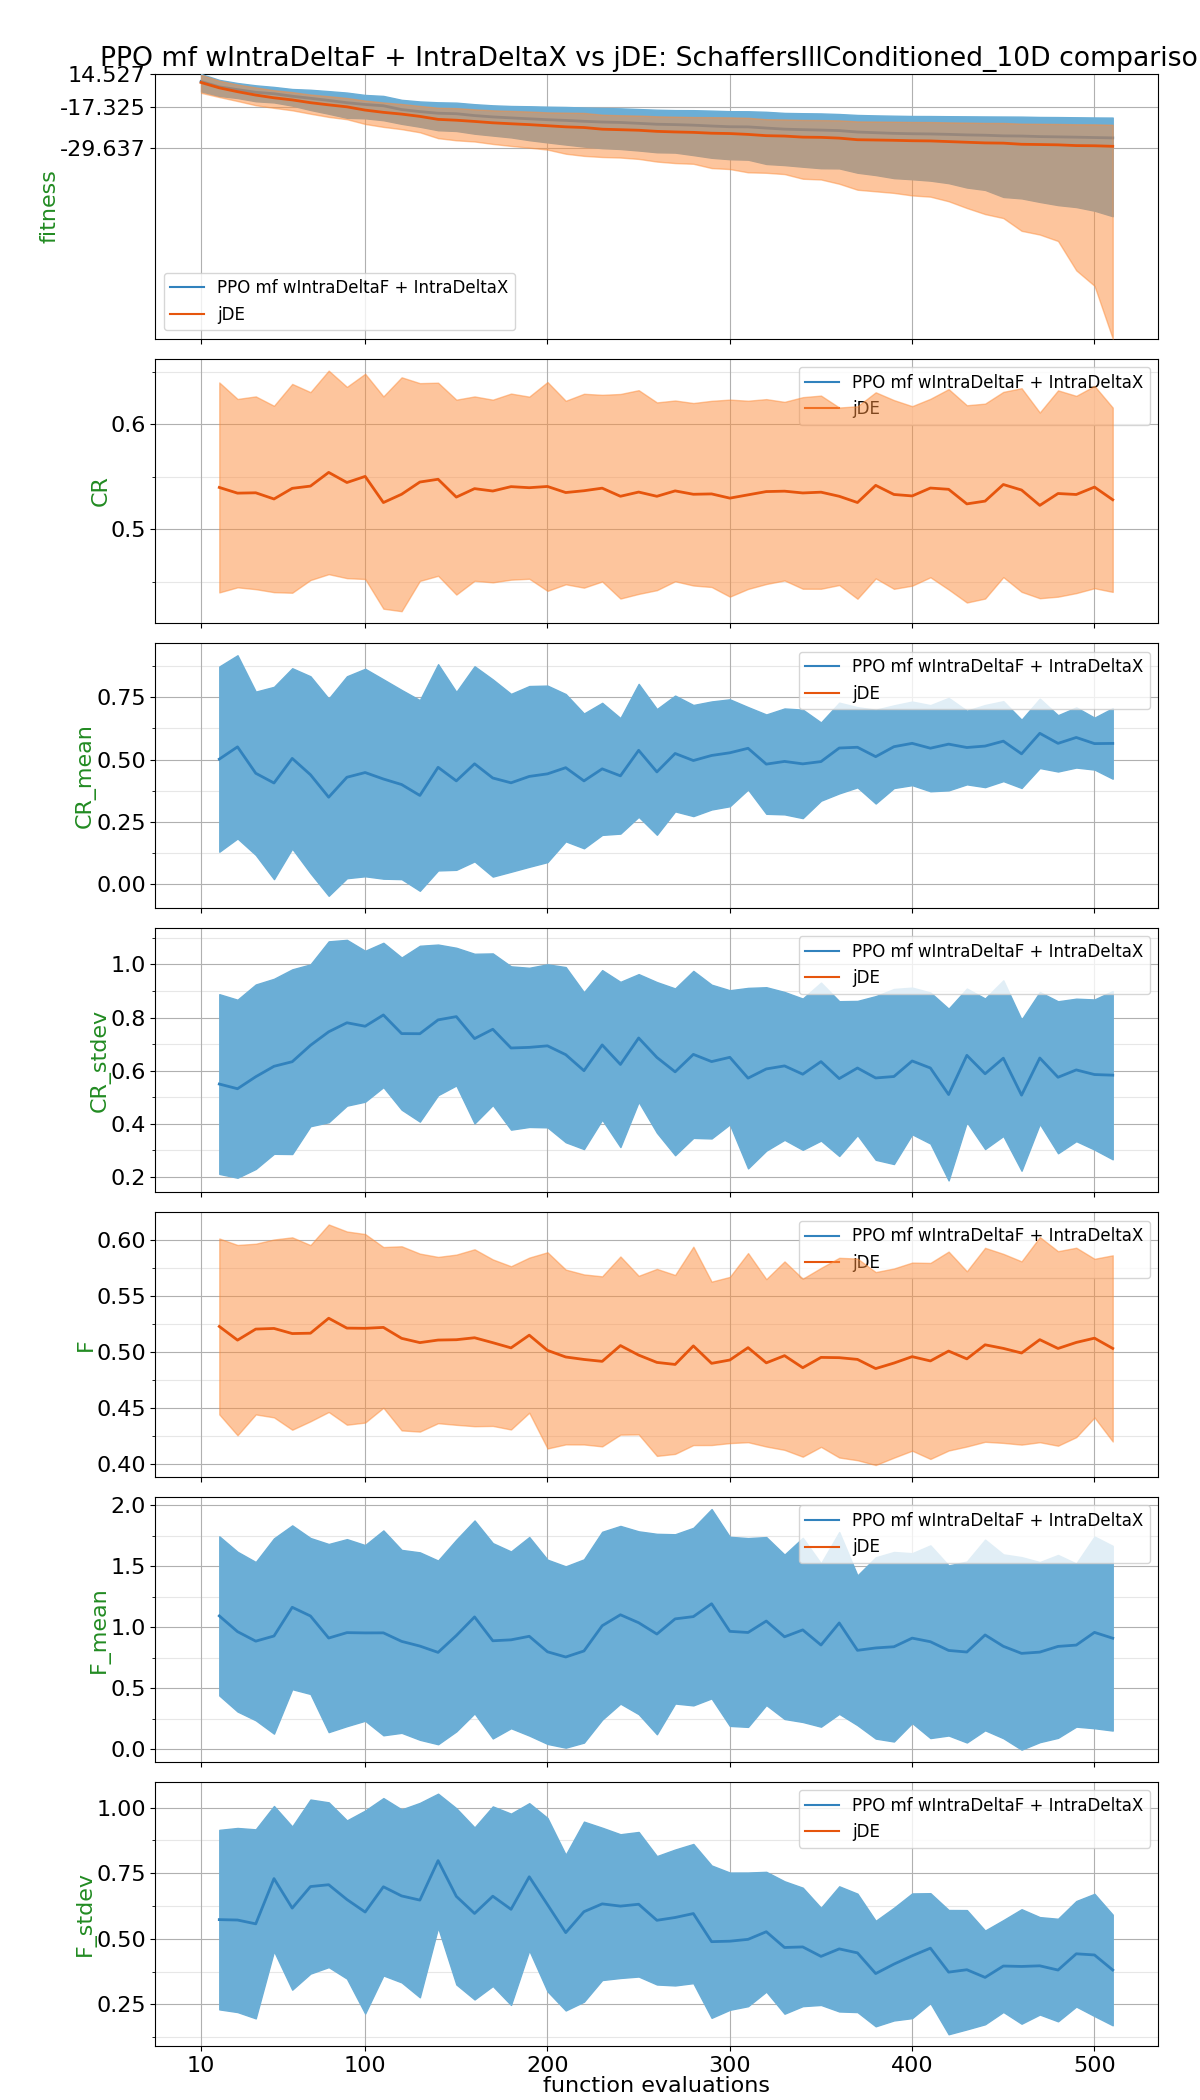 PPO mf wIntraDeltaF + IntraDeltaX vs jDE: SchaffersIllConditioned_10D compariso
14.527
-17.325
-29.637
fitness
PPO mf wIntraDeltaF + IntraDeltaX
jDE
PPO mf wIntraDeltaF + IntraDeltaX
jDE
0.6
0.5
CR
PPO mf wIntraDeltaF + IntraDeltaX
jDE
0.75
0.50
0.25
0.00
CR_mean
PPO mf wIntraDeltaF + IntraDeltaX
jDE
1.0
0.8
0.6
0.4
0.2
CR_stdev
PPO mf wIntraDeltaF + IntraDeltaX
jDE
0.60
0.55
0.50
0.45
0.40
F
PPO mf wIntraDeltaF + IntraDeltaX
jDE
2.0
1.5
1.0
0.5
0.0
F_mean
PPO mf wIntraDeltaF + IntraDeltaX
jDE
1.00
0.75
0.50
0.25
F_stdev
10 100 200 300 400 500
function evaluations